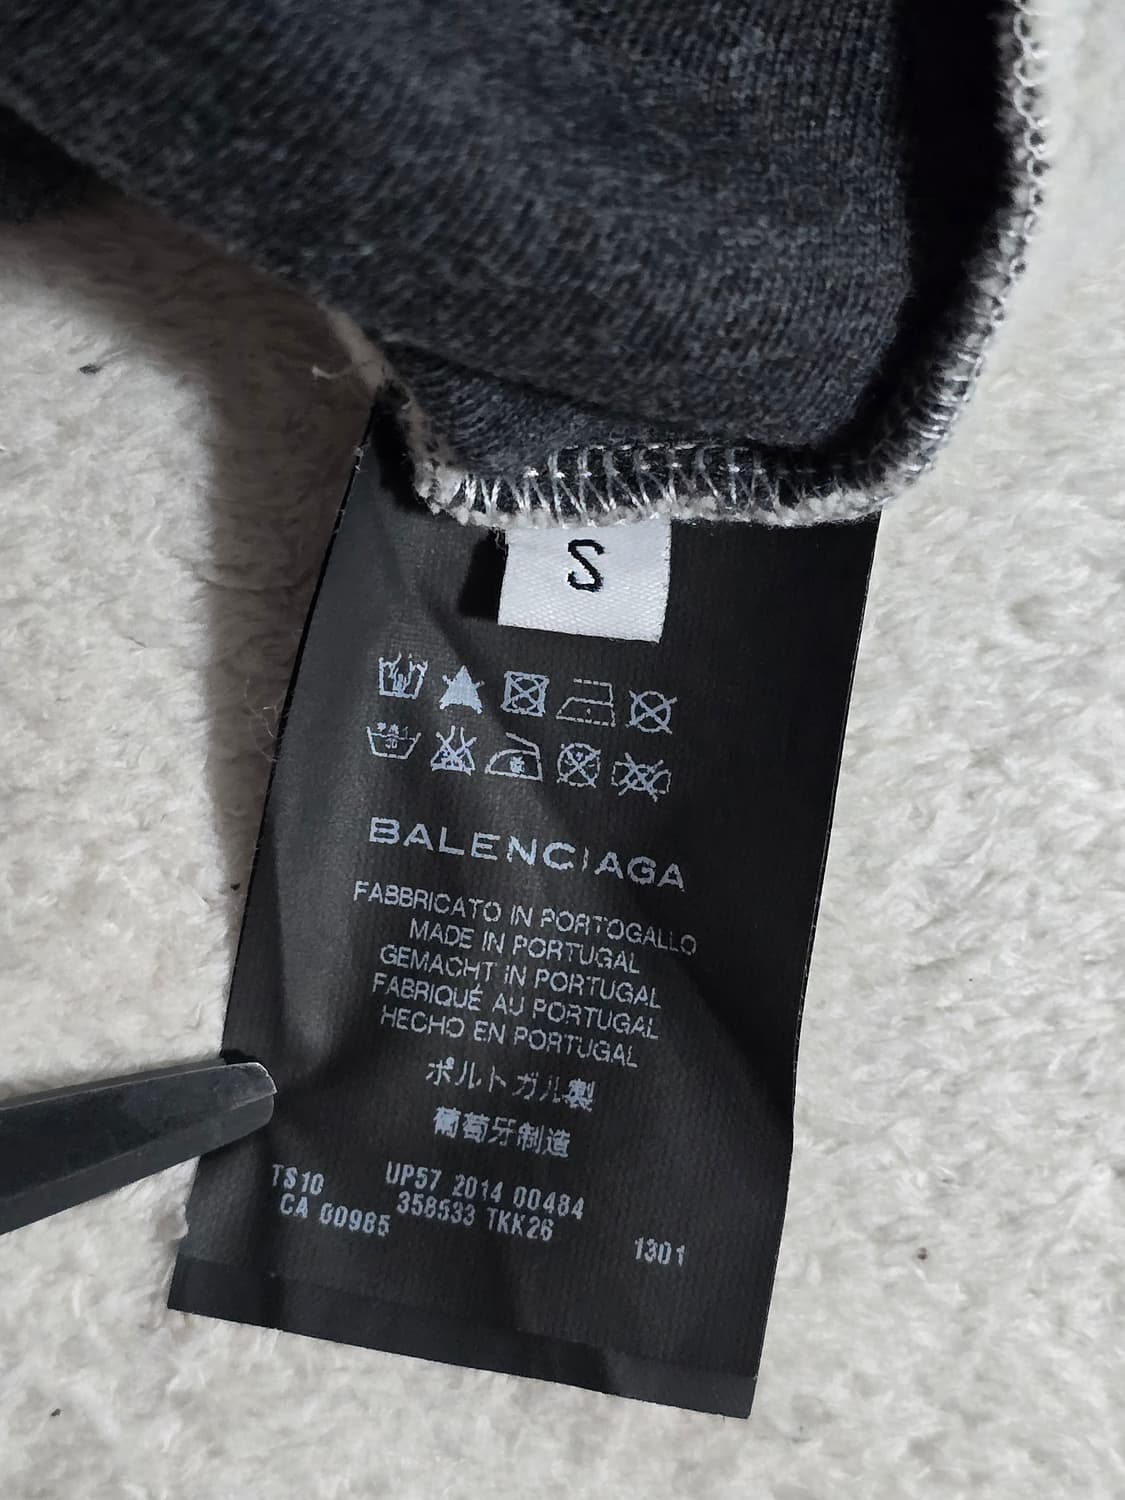 S
BALENCIAGA
FABBRICATO IN PORTOGALLO
MADE IN PORTUGAL
GEMACHT IN PORTUGAL
FABRIQUÉ AU PORTUGAL
HECHO EN PORTUGAL
ポルトガル製
葡萄牙制造
TS10 UP57 2014 00484
CA 00985 358533 TKK26
1301